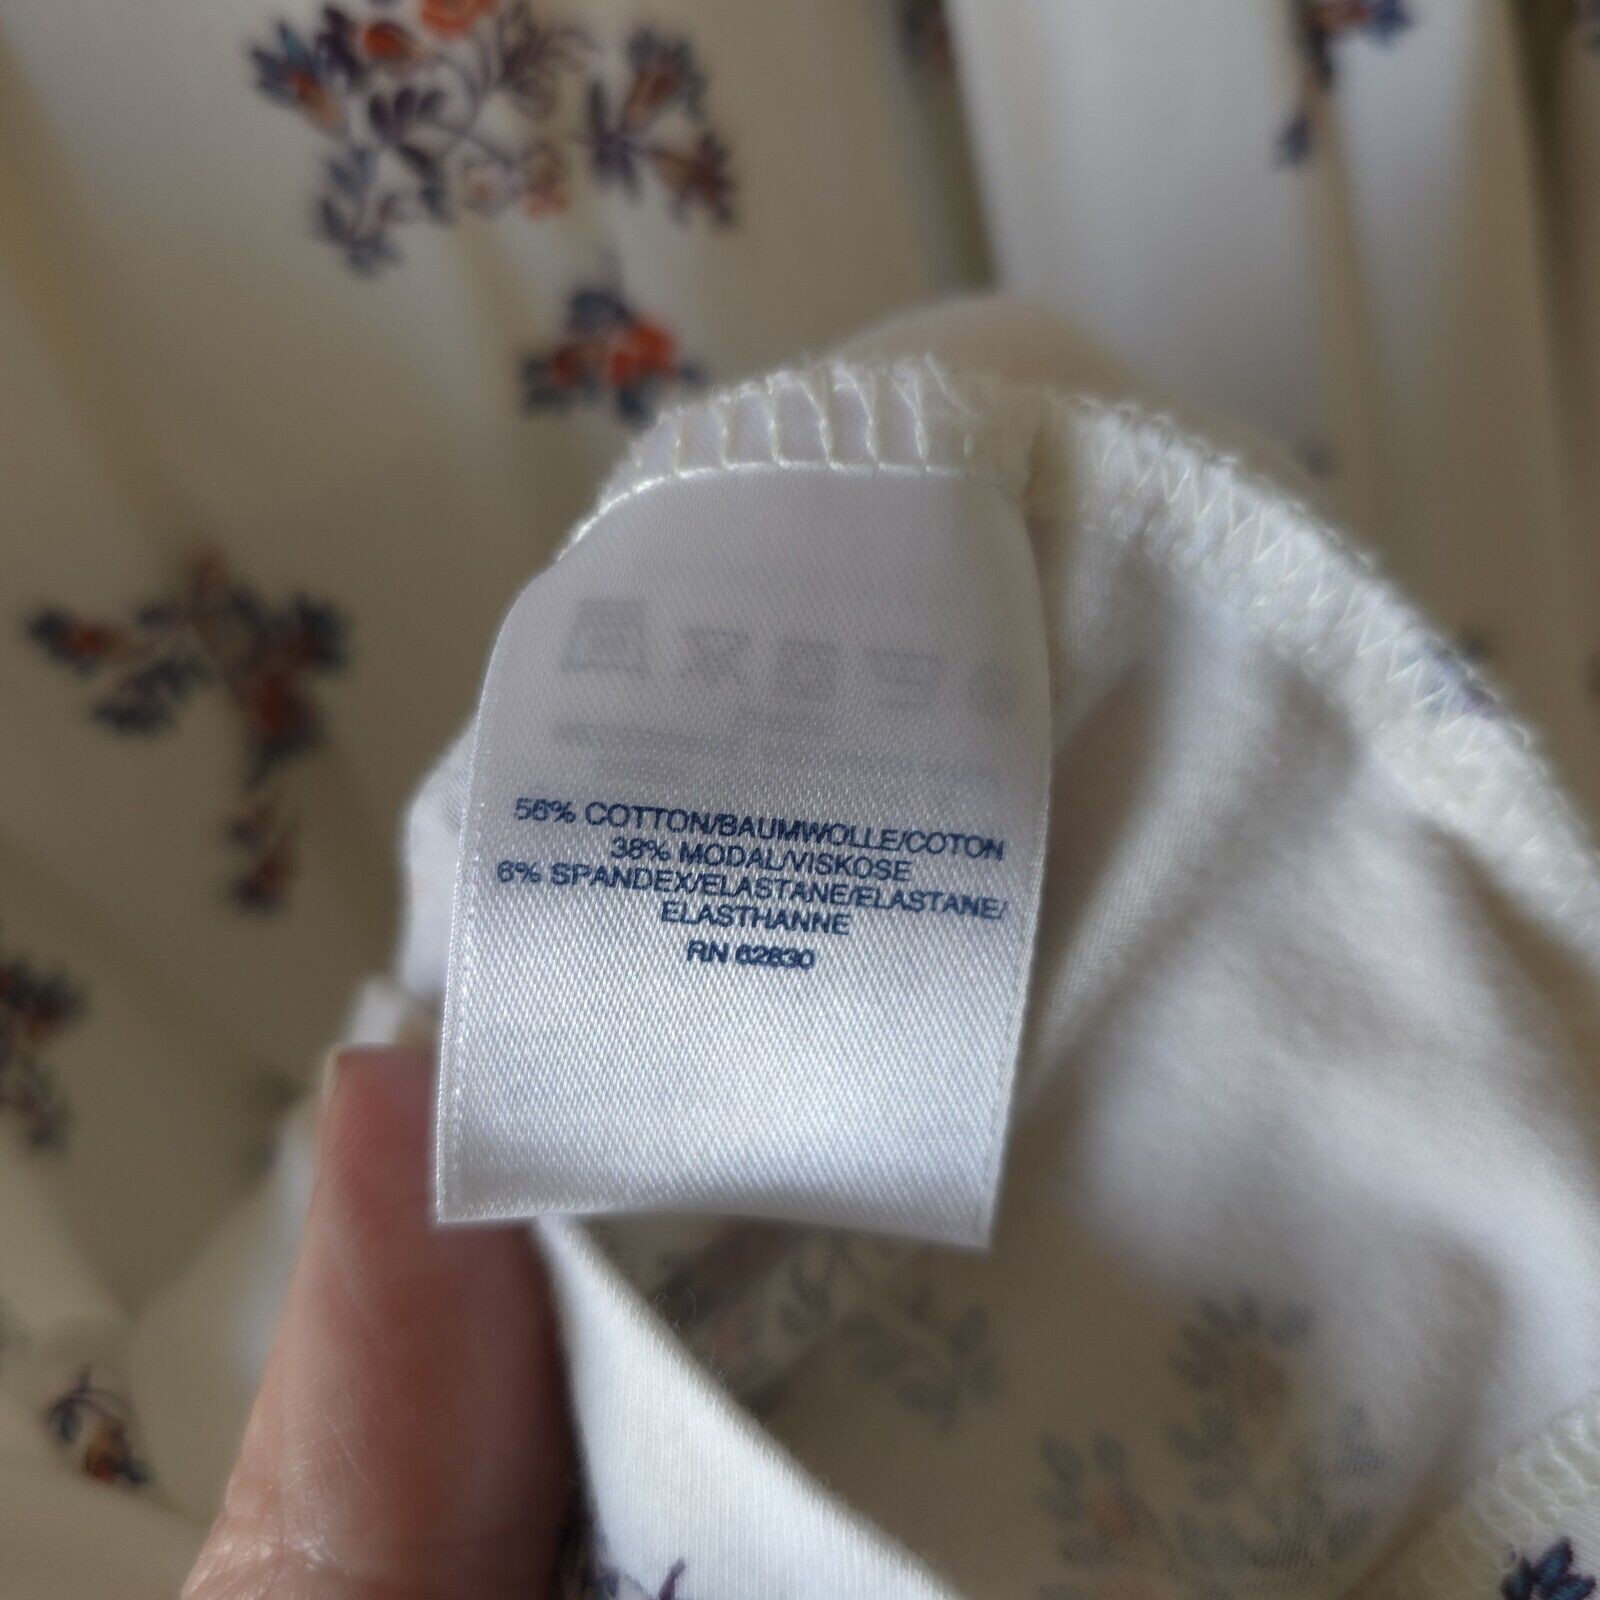 56% COTTON/BAUMWOLLE/COTON
38% MODAL/VISKOSE
6% SPANDEX/ELASTANE/ELASTANE/
ELASTHANNE
RN 62830